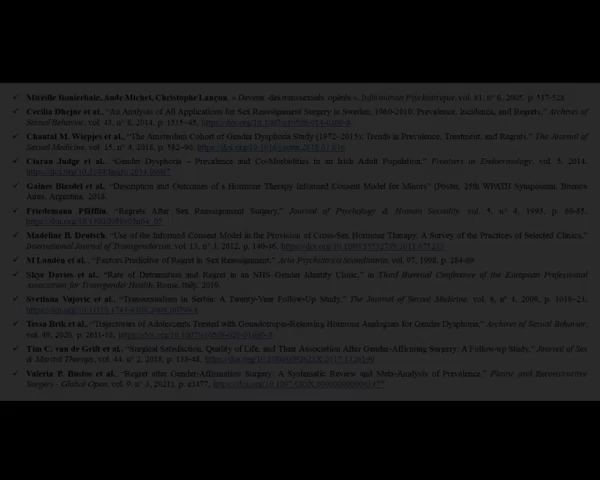 ✓ Mireille Bonierbale, Aude Michel, Christophe Lançon. « Devenir des transsexuels opérés ». Information Psychiatrique, vol. 81, n° 6, 2005, p. 517-528
✓ Cecilia Dhejne et al., "An Analysis of All Applications for Sex Reassignment Surgery in Sweden, 1960-2010: Prevalence, Incidence, and Regrets," Archives of
Sexual Behavior, vol. 43, n° 8, 2014, p. 1535–45,
✓ Chantal M. Wiepjes et al., "The Amsterdam Cohort of Gender Dysphoria Study (1972–2015): Trends in Prevalence, Treatment, and Regrets," The Journal of
Sexual Medicine, vol. 15, n° 4, 2018, p. 582–90,
✓ Ciaran Judge et al., "Gender Dysphoria – Prevalence and Co-Morbidities in an Irish Adult Population," Frontiers in Endocrinology, vol. 5, 2014,
✓ Gaines Blasdel et al., "Description and Outcomes of a Hormone Therapy Informed Consent Model for Minors" (Poster, 25th WPATH Symposium, Buenos
Aires, Argentina, 2018.
✓ Friedemann Pfäfflin, "Regrets After Sex Reassignment Surgery," Journal of Psychology & Human Sexuality, vol. 5, n° 4, 1993, p. 69-85,
✓ Madeline B. Deutsch, "Use of the Informed Consent Model in the Provision of Cross-Sex Hormone Therapy: A Survey of the Practices of Selected Clinics,"
International Journal of Transgenderism, vol. 13, n° 3, 2012, p. 140-46,
✓ M Landén et al., "Factors Predictive of Regret in Sex Reassignment," Acta Psychiatrica Scandinavica, vol. 97, 1998, p. 284-89
✓ Skye Davies et al., "Rate of Detransition and Regret in an NHS Gender Identity Clinic," in Third Biennial Conference of the European Professional
Association for Transgender Health, Rome, Italy, 2019.
✓ Svetlana Vujovic et al., "Transsexualism in Serbia: A Twenty-Year Follow-Up Study," The Journal of Sexual Medicine, vol. 6, n° 4, 2009, p. 1018–23,
✓ Tessa Brik et al., "Trajectories of Adolescents Treated with Gonadotropin-Releasing Hormone Analogues for Gender Dysphoria," Archives of Sexual Behavior,
vol. 49, 2020, p. 2611-18,
✓ Tim C. van de Grift et al., "Surgical Satisfaction, Quality of Life, and Their Association After Gender-Affirming Surgery: A Follow-up Study," Journal of Sex
& Marital Therapy, vol. 44, n° 2, 2018, p. 138-48,
✓ Valeria P. Bustos et al., "Regret after Gender-Affirmation Surgery: A Systematic Review and Meta-Analysis of Prevalence," Plastic and Reconstructive
Surgery - Global Open, vol. 9, n° 3, 2021), p. e3477,